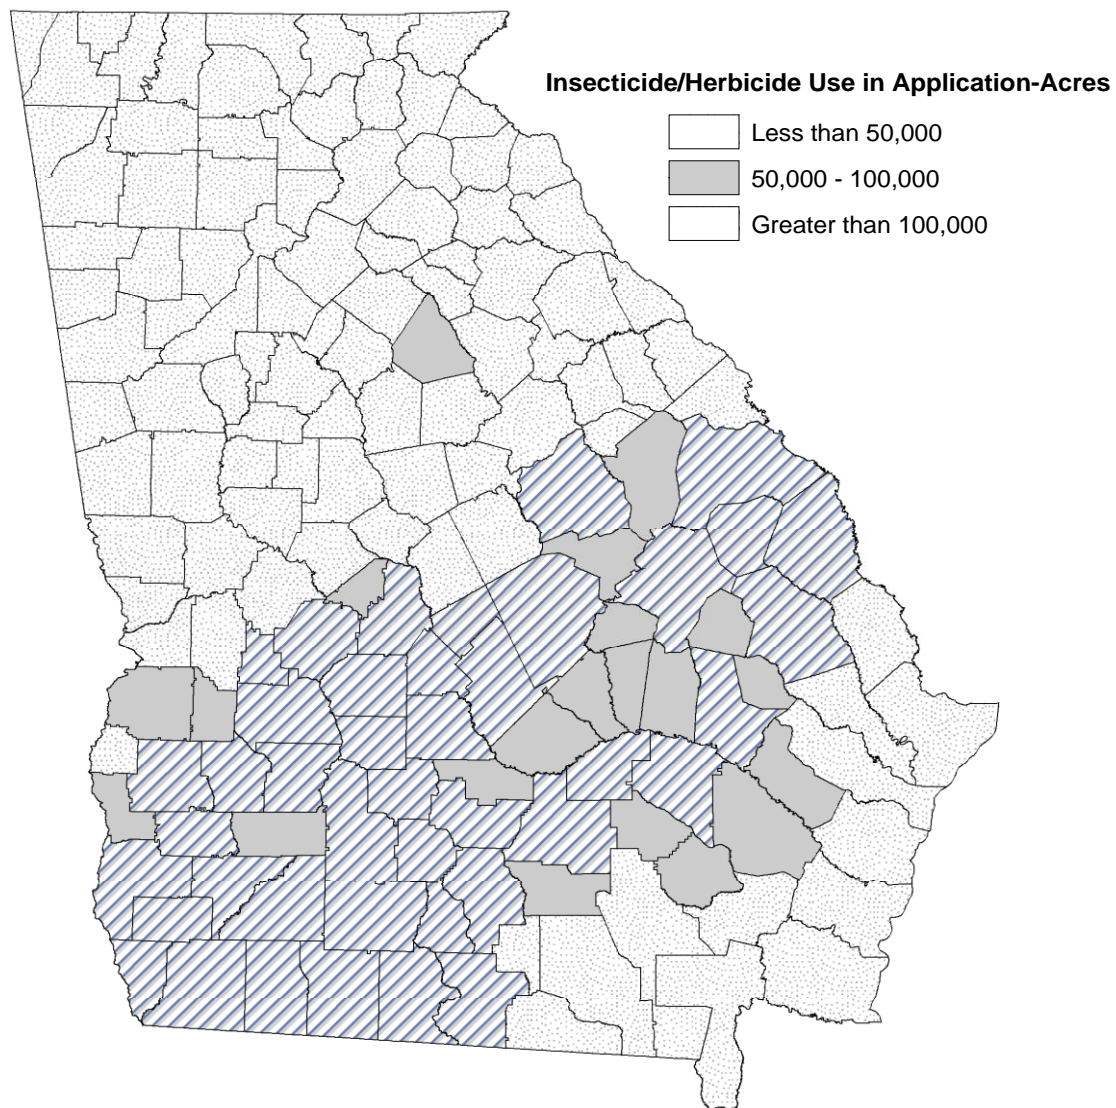 Insecticide/Herbicide Use in Application-Acres
Less than 50,000
50,000 - 100,000
Greater than 100,000